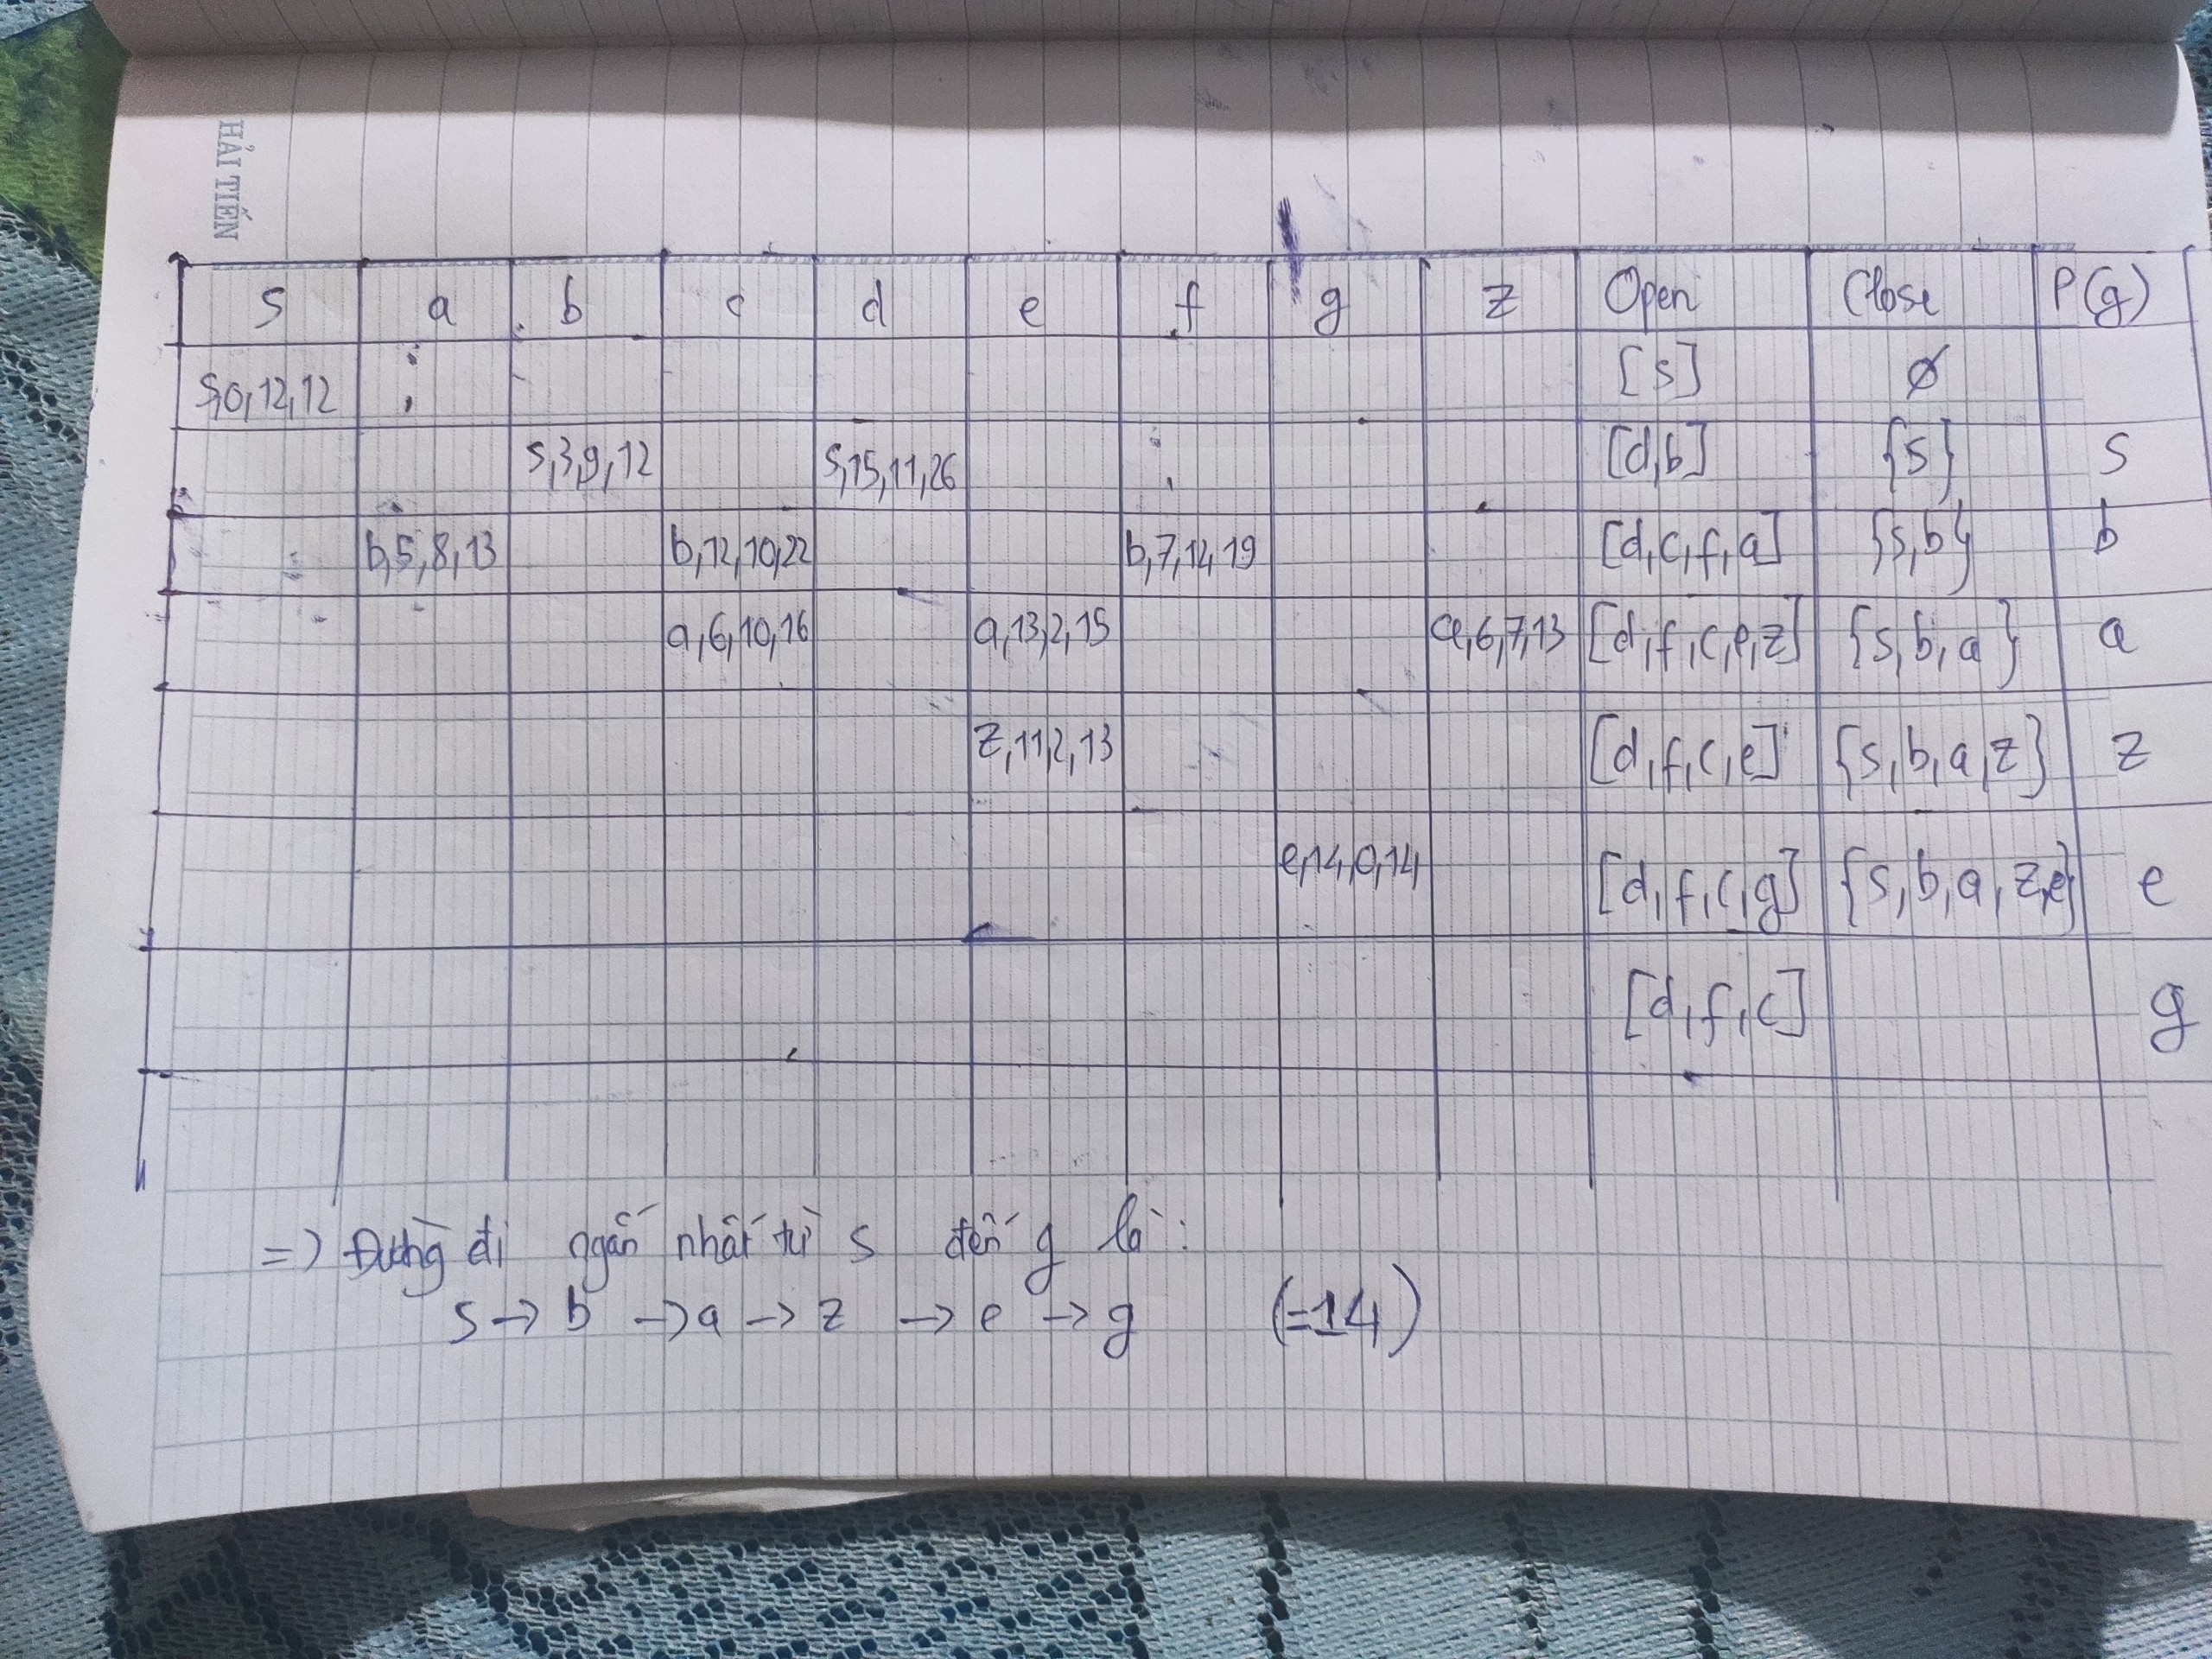 HẢI TIẾN
s a b c d e f g z Open Close P(g)
s,0,12,12 [s] ∅
s,3,9,12 s,15,11,26 [d,b] {s} s
b,5,8,13 b,12,10,22 b,7,12,19 [d,c,f,a] {s,b} b
a,6,10,16 a,13,2,15 a,6,7,13 [d,f,c,e,z] {s,b,a} a
z,11,2,13 [d,f,c,e] {s,b,a,z} z
e,14,0,14 [d,f,c,g] {s,b,a,z,e} e
[d,f,c] g
=) Đường đi ngắn nhất từ s đến g là:
s → b → a → z → e → g (=14)